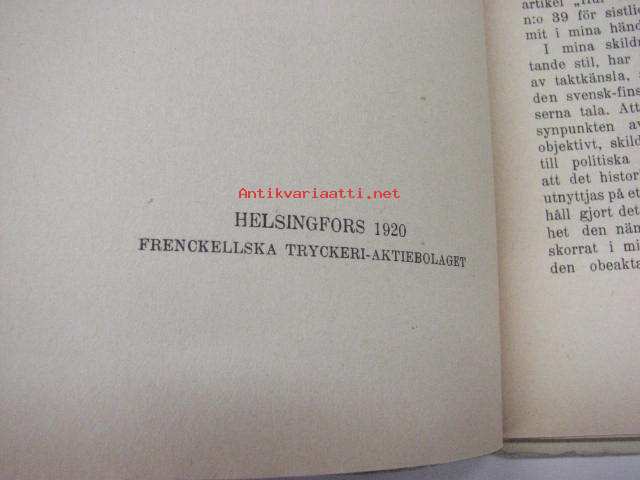 Antikvariaatti.net
HELSINGFORS 1920
FRENCKELLSKA TRYCKERI-AKTIEBOLAGET
artikel
n:o 39 för sistlid
mit i mina händ
I mina skildr
tande stil, har
av taktkänsla,
den svensk-fins
serna tala. Att
synpunkten av
objektivt, skild
till politiska
att det histor
utnyttjas på et
håll gjort det
het den näm
skorrat i mi
den obeakta